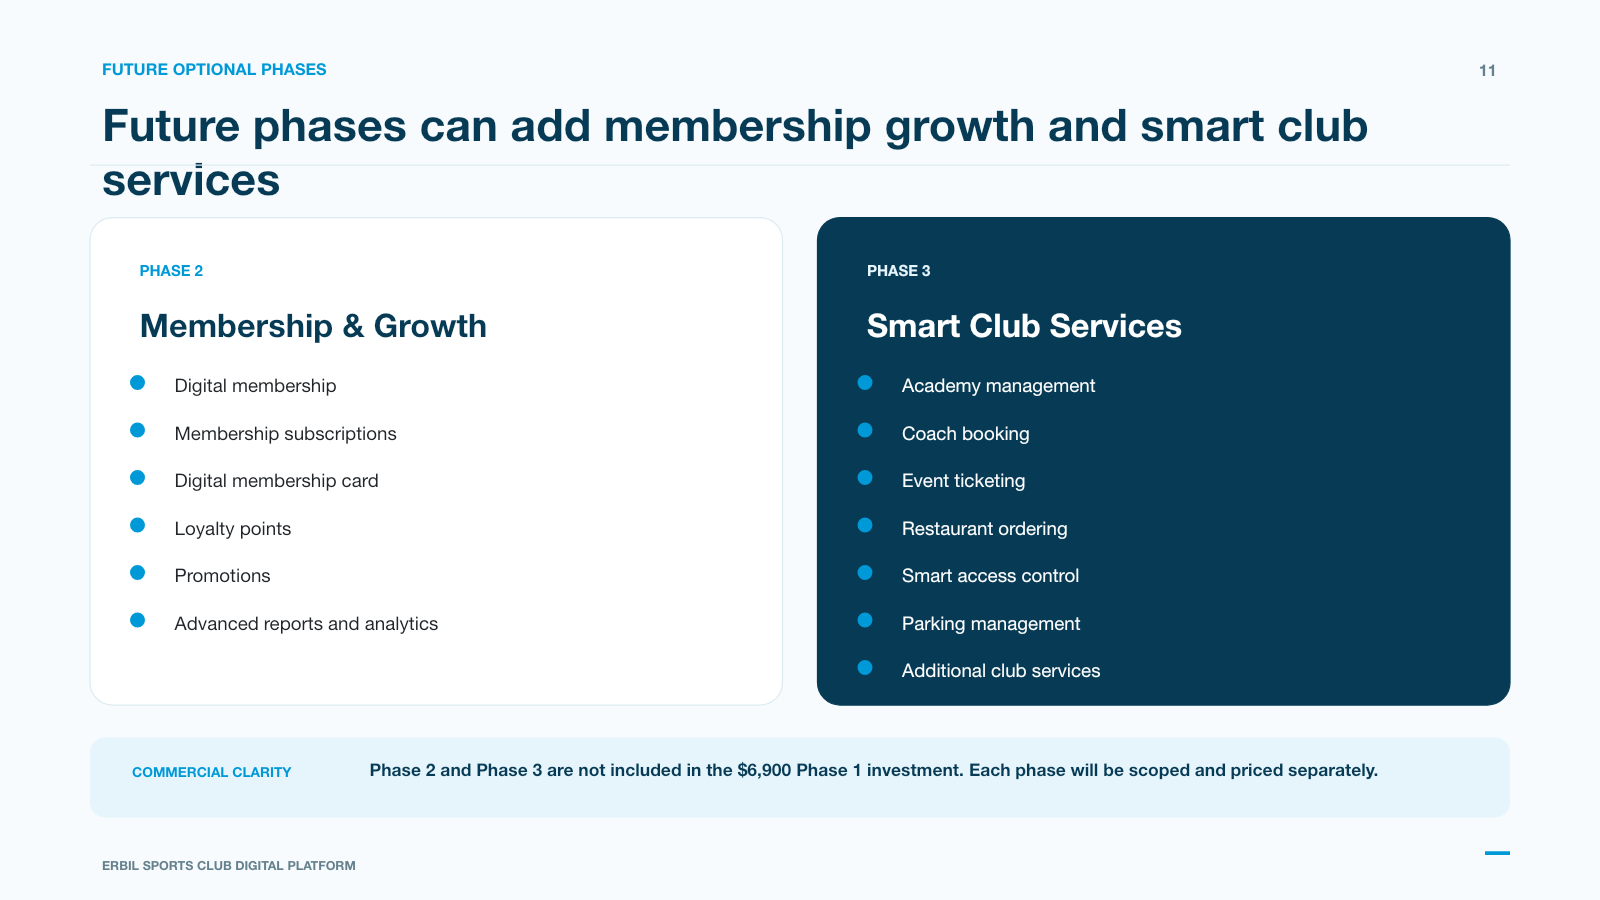 FUTURE OPTIONAL PHASES
11
Future phases can add membership growth and smart club
services
PHASE 2
Membership & Growth
Digital membership
Membership subscriptions
Digital membership card
Loyalty points
Promotions
Advanced reports and analytics
PHASE 3
Smart Club Services
Academy management
Coach booking
Event ticketing
Restaurant ordering
Smart access control
Parking management
Additional club services
COMMERCIAL CLARITY
Phase 2 and Phase 3 are not included in the $6,900 Phase 1 investment. Each phase will be scoped and priced separately.
ERBIL SPORTS CLUB DIGITAL PLATFORM